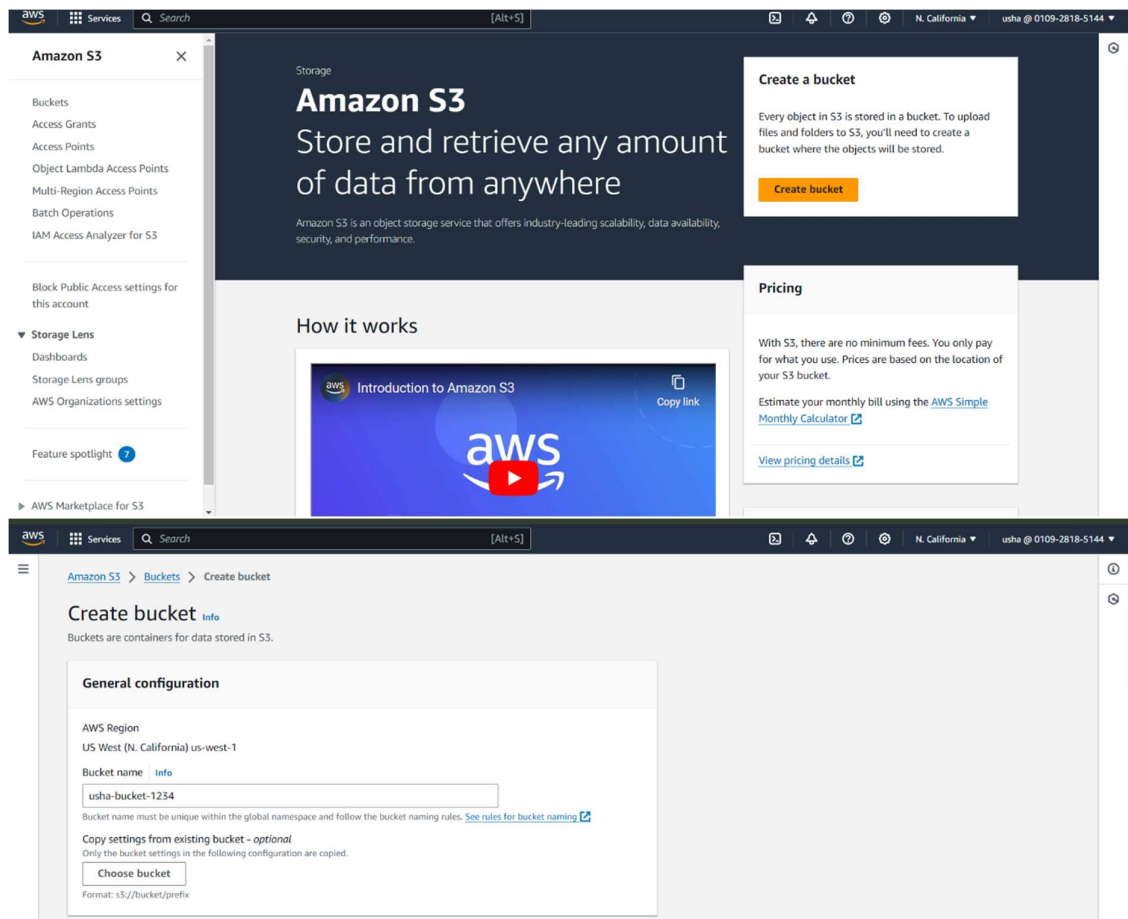 aws Services Search [Alt+S] N. California ▼ usha @ 0109-2818-5144 ▼
Amazon S3
Buckets
Access Grants
Access Points
Object Lambda Access Points
Multi-Region Access Points
Batch Operations
IAM Access Analyzer for S3
Block Public Access settings for
this account
Storage Lens
Dashboards
Storage Lens groups
AWS Organizations settings
Feature spotlight 7
AWS Marketplace for S3
Storage
Amazon S3
Store and retrieve any amount
of data from anywhere
Amazon S3 is an object storage service that offers industry-leading scalability, data availability,
security, and performance.
Create a bucket
Every object in S3 is stored in a bucket. To upload
files and folders to S3, you'll need to create a
bucket where the objects will be stored.
Create bucket
How it works
aws Introduction to Amazon S3
Copy link
aws
Pricing
With S3, there are no minimum fees. You only pay
for what you use. Prices are based on the location of
your S3 bucket.
Estimate your monthly bill using the AWS Simple
Monthly Calculator
View pricing details
aws Services Search [Alt+S] N. California ▼ usha @ 0109-2818-5144 ▼
Amazon S3 > Buckets > Create bucket
Create bucket Info
Buckets are containers for data stored in S3.
General configuration
AWS Region
US West (N. California) us-west-1
Bucket name Info
usha-bucket-1234
Bucket name must be unique within the global namespace and follow the bucket naming rules. See rules for bucket naming
Copy settings from existing bucket - optional
Only the bucket settings in the following configuration are copied.
Choose bucket
Format: s3://bucket/prefix